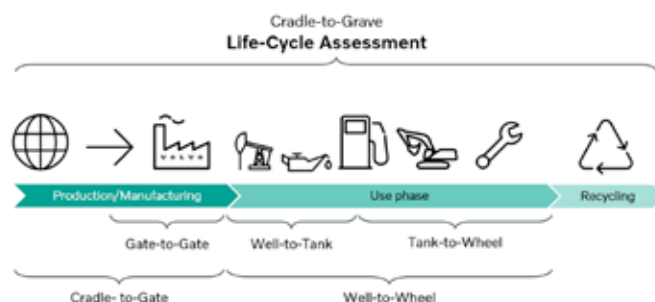 Cradle-to-Grave
Life-Cycle Assessment
VOLVO
Production/Manufacturing
Use phase
Recycling
Gate-to-Gate
Well-to-Tank
Tank-to-Wheel
Cradle- to-Gate
Well-to-Wheel